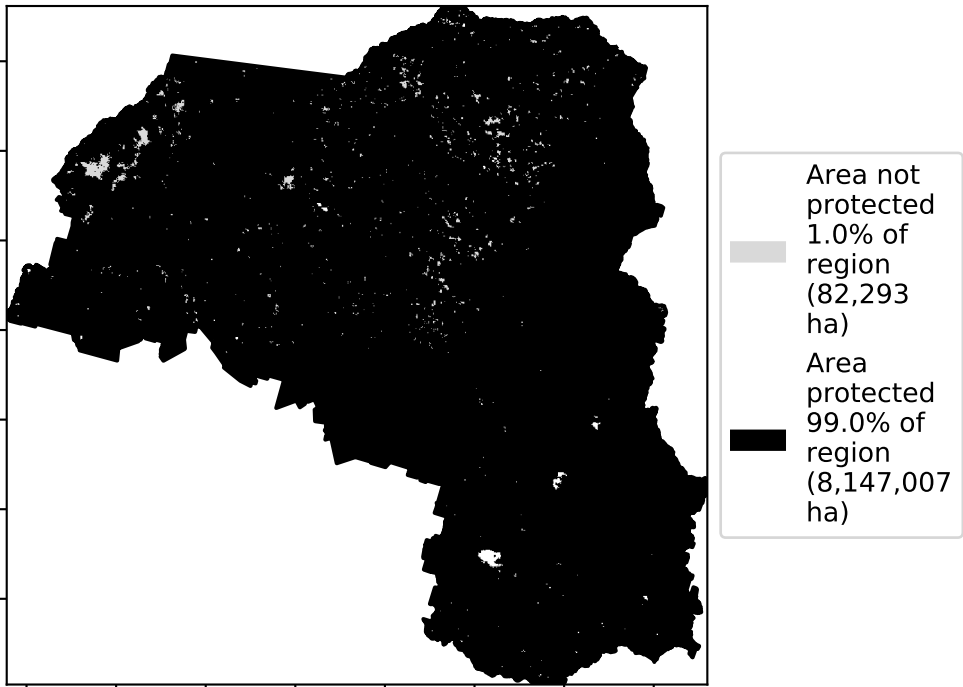 Area not
protected
1.0% of
region
(82,293
ha)
Area
protected
99.0% of
region
(8,147,007
ha)